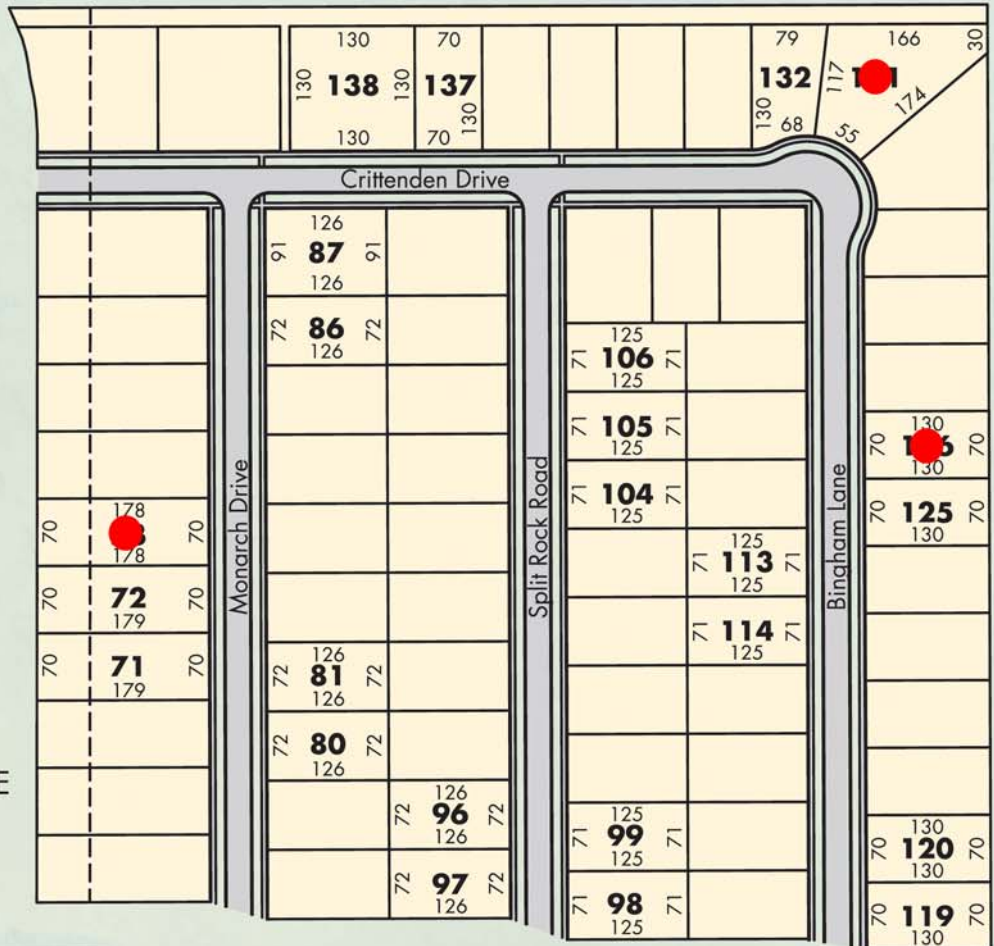 130 70 79 166 30
130 138 130 137 132 117 174
130 130
130 70 68 55
Crittenden Drive
126
91 87 91
126
72 86 72
126
125
71 106 71
125
71 105 71
125
71 104 71
125
130
70 70
130
70 125 70
130
178
70 70
178
70 72 70
179
70 71 70
179
Monarch Drive
Split Rock Road
Bingham Lane
125
71 113 71
125
71 114 71
125
126
72 81 72
126
72 80 72
126
126
72 96 72
126
72 97 72
126
125
71 99 71
125
71 98 71
125
130
70 120 70
130
70 119 70
130